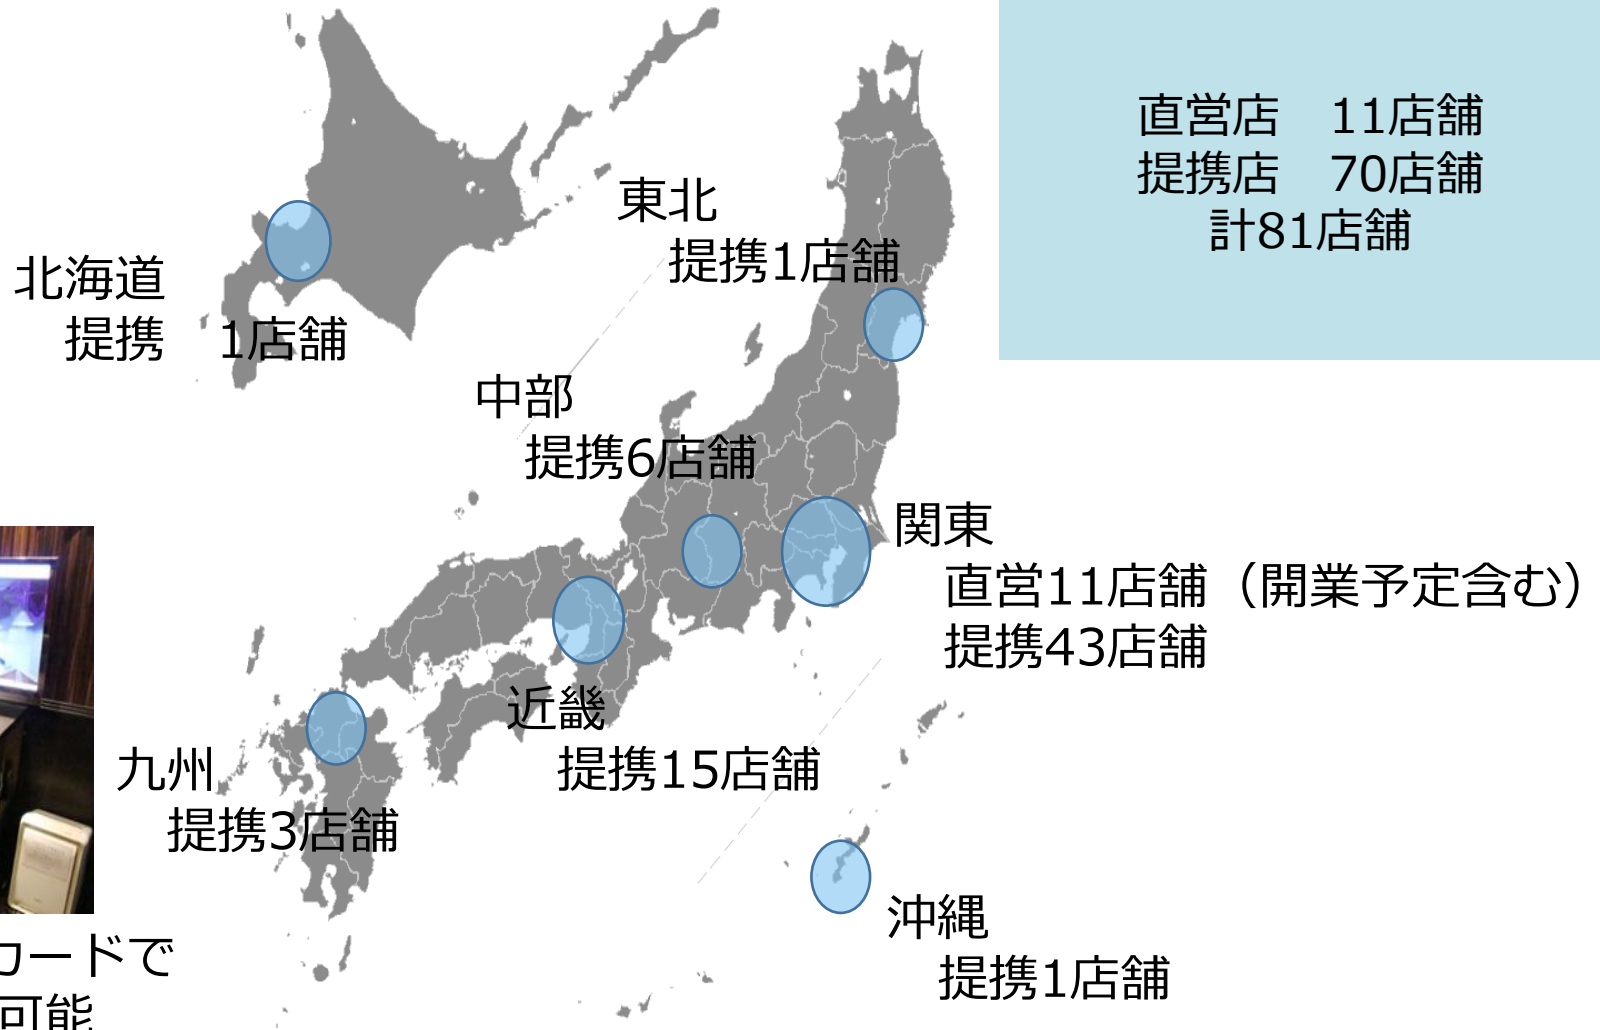 直営店　11店舗
提携店　70店舗
計81店舗
東北
提携1店舗
北海道
提携　1店舗
中部
提携6店舗
関東
直営11店舗（開業予定含む）
提携43店舗
近畿
提携15店舗
九州
提携3店舗
沖縄
提携1店舗
カードで
可能